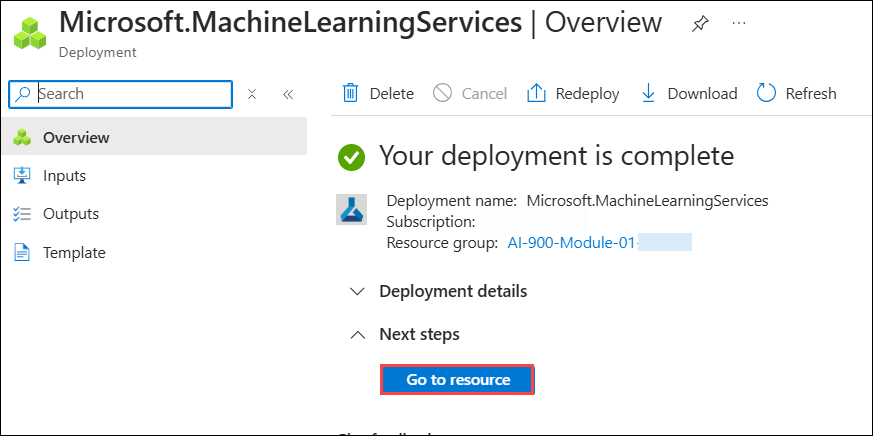 Microsoft.MachineLearningServices | Overview
Deployment
Search
Delete
Cancel
Redeploy
Download
Refresh
Overview
Inputs
Outputs
Template
Your deployment is complete
Deployment name: Microsoft.MachineLearningServices
Subscription:
Resource group: AI-900-Module-01-
Deployment details
Next steps
Go to resource